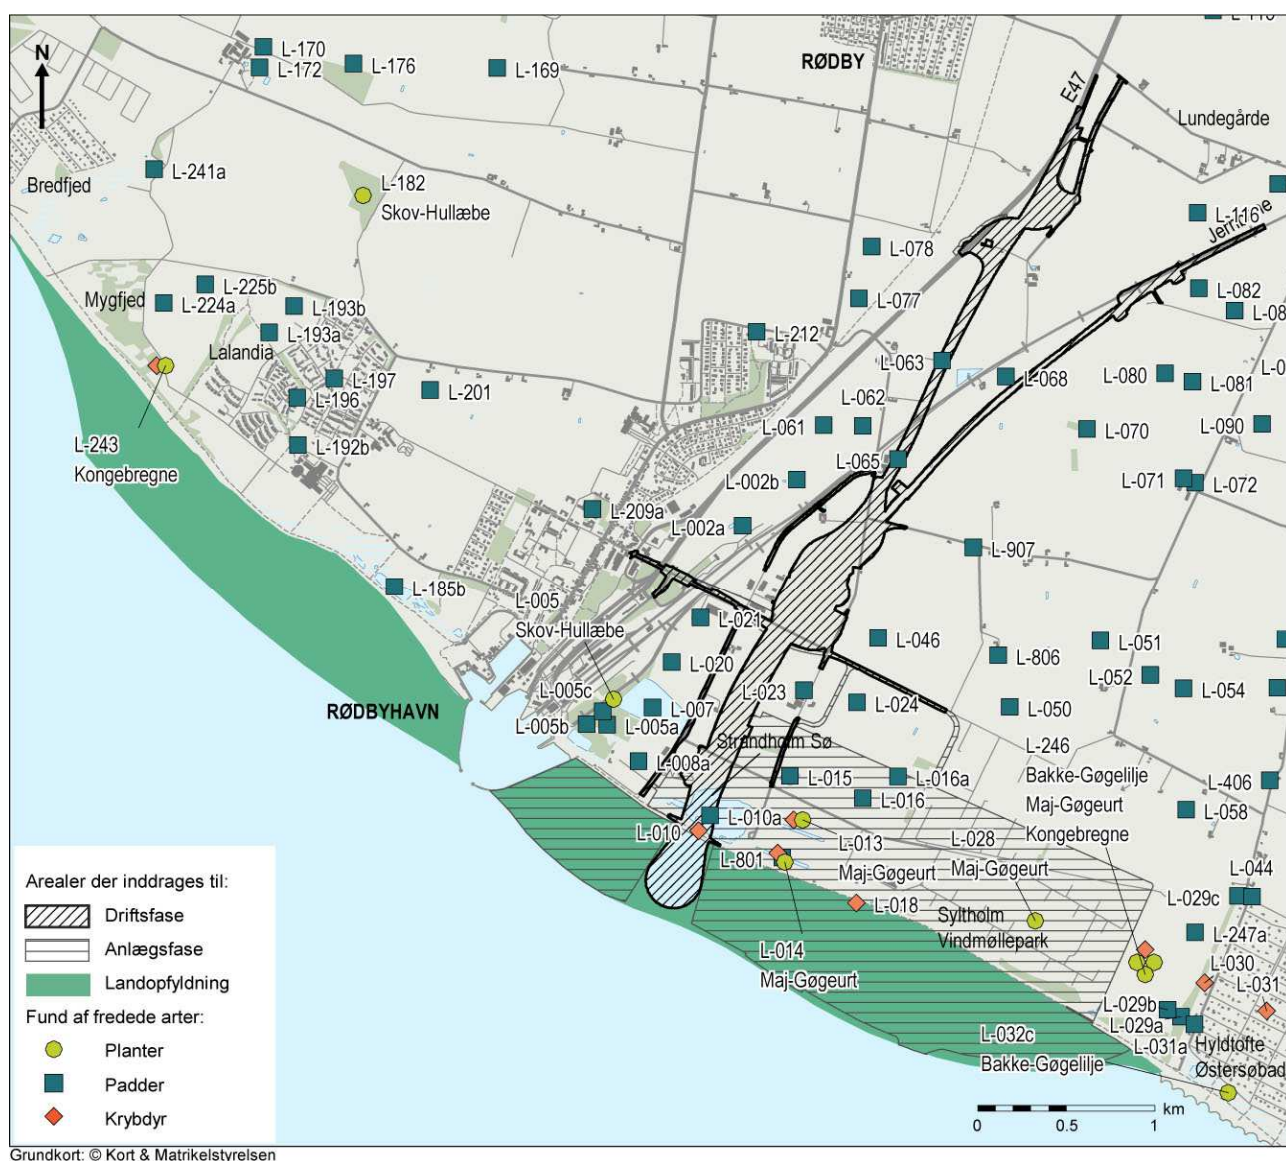 N
L-170
L-172
L-176
L-169
RØDBY
E47
Lundegårde
Bredfjed
L-241a
L-182
Skov-Hullæbe
L-116
L-078
L-225b
L-082
Mygfjed
L-224a
L-193b
L-077
L-193a
L-212
Lalandia
L-063
L-197
L-068
L-080
L-081
L-196
L-201
L-062
L-061
L-070
L-090
L-243
Kongebregne
L-192b
L-065
L-002b
L-071
L-072
L-209a
L-002a
L-907
L-185b
L-005
Skov-Hullæbe
L-021
L-046
L-051
L-020
L-806
L-052
L-054
L-005c
L-023
L-024
L-050
RØDBYHAVN
L-007
L-005b
L-005a
Strandholm Sø
L-246
Bakke-Gøgelilje
Maj-Gøgeurt
Kongebregne
L-008a
L-015
L-016a
L-406
L-016
L-058
L-010a
L-010
L-013
Maj-Gøgeurt
L-028
Maj-Gøgeurt
L-801
L-044
L-029c
L-018
Syltholm
Vindmøllepark
L-247a
L-014
Maj-Gøgeurt
L-030
L-031
L-029b
L-029a
L-032c
Bakke-Gøgelilje
L-031a
Hyldtofte
Østersøbad
Arealer der inddrages til:
Driftsfase
Anlægsfase
Landopfyldning
Fund af fredede arter:
Planter
Padder
Krybdyr
km
0 0.5 1
Grundkort: © Kort & Matrikelstyrelsen